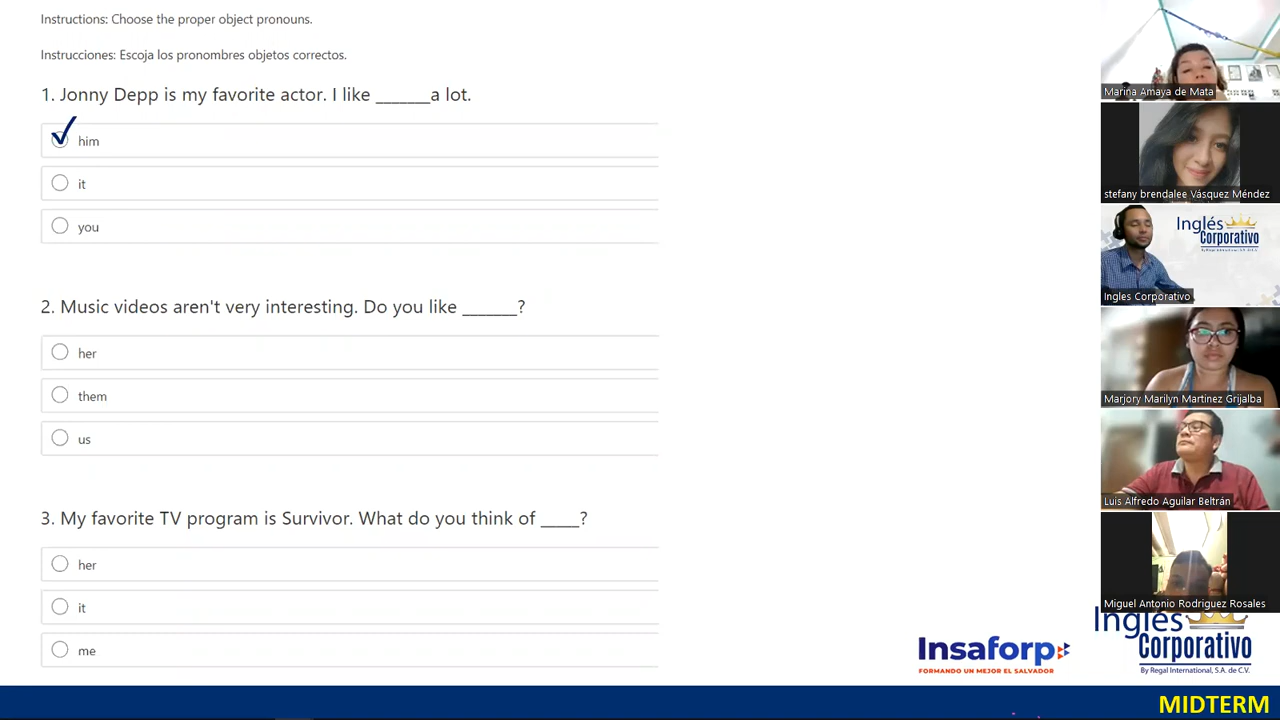 Instructions: Choose the proper object pronouns.
Instrucciones: Escoja los pronombres objetos correctos.
1. Jonny Depp is my favorite actor. I like _______a lot.
him
it
you
2. Music videos aren't very interesting. Do you like _______?
her
them
us
3. My favorite TV program is Survivor. What do you think of _____?
her
it
me
Marina Amaya de Mata
stefany brendalee Vásquez Méndez
Inglés
Corporativo
Ingles Corporativo
Marjory Marilyn Martinez Grijalba
Luis Alfredo Aguilar Beltrán
Miguel Antonio Rodriguez Rosales
Insaforp
FORMANDO UN MEJOR EL SALVADOR
Inglés
Corporativo
By Regal International, S.A. de C.V.
MIDTERM